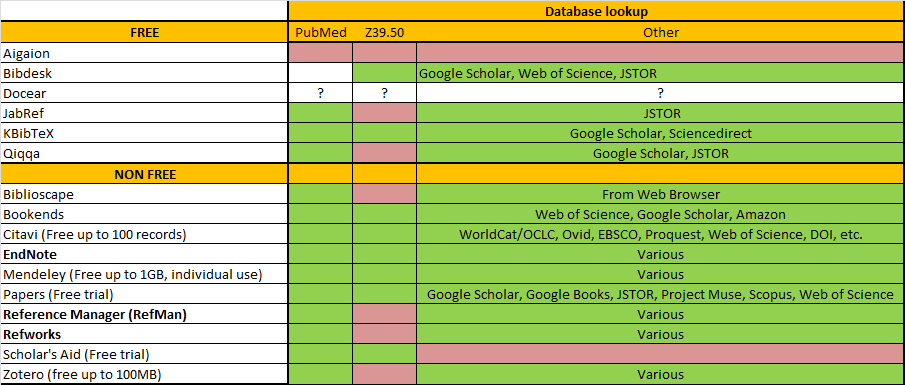 Database lookup
FREE PubMed Z39.50 Other
Aigaion
Bibdesk Google Scholar, Web of Science, JSTOR
Docear ? ? ?
JabRef JSTOR
KBibTeX Google Scholar, Sciencedirect
Qiqqa Google Scholar, JSTOR
NON FREE
Biblioscape From Web Browser
Bookends Web of Science, Google Scholar, Amazon
Citavi (Free up to 100 records) WorldCat/OCLC, Ovid, EBSCO, Proquest, Web of Science, DOI, etc.
EndNote Various
Mendeley (Free up to 1GB, individual use) Various
Papers (Free trial) Google Scholar, Google Books, JSTOR, Project Muse, Scopus, Web of Science
Reference Manager (RefMan) Various
Refworks Various
Scholar's Aid (Free trial)
Zotero (free up to 100MB) Various